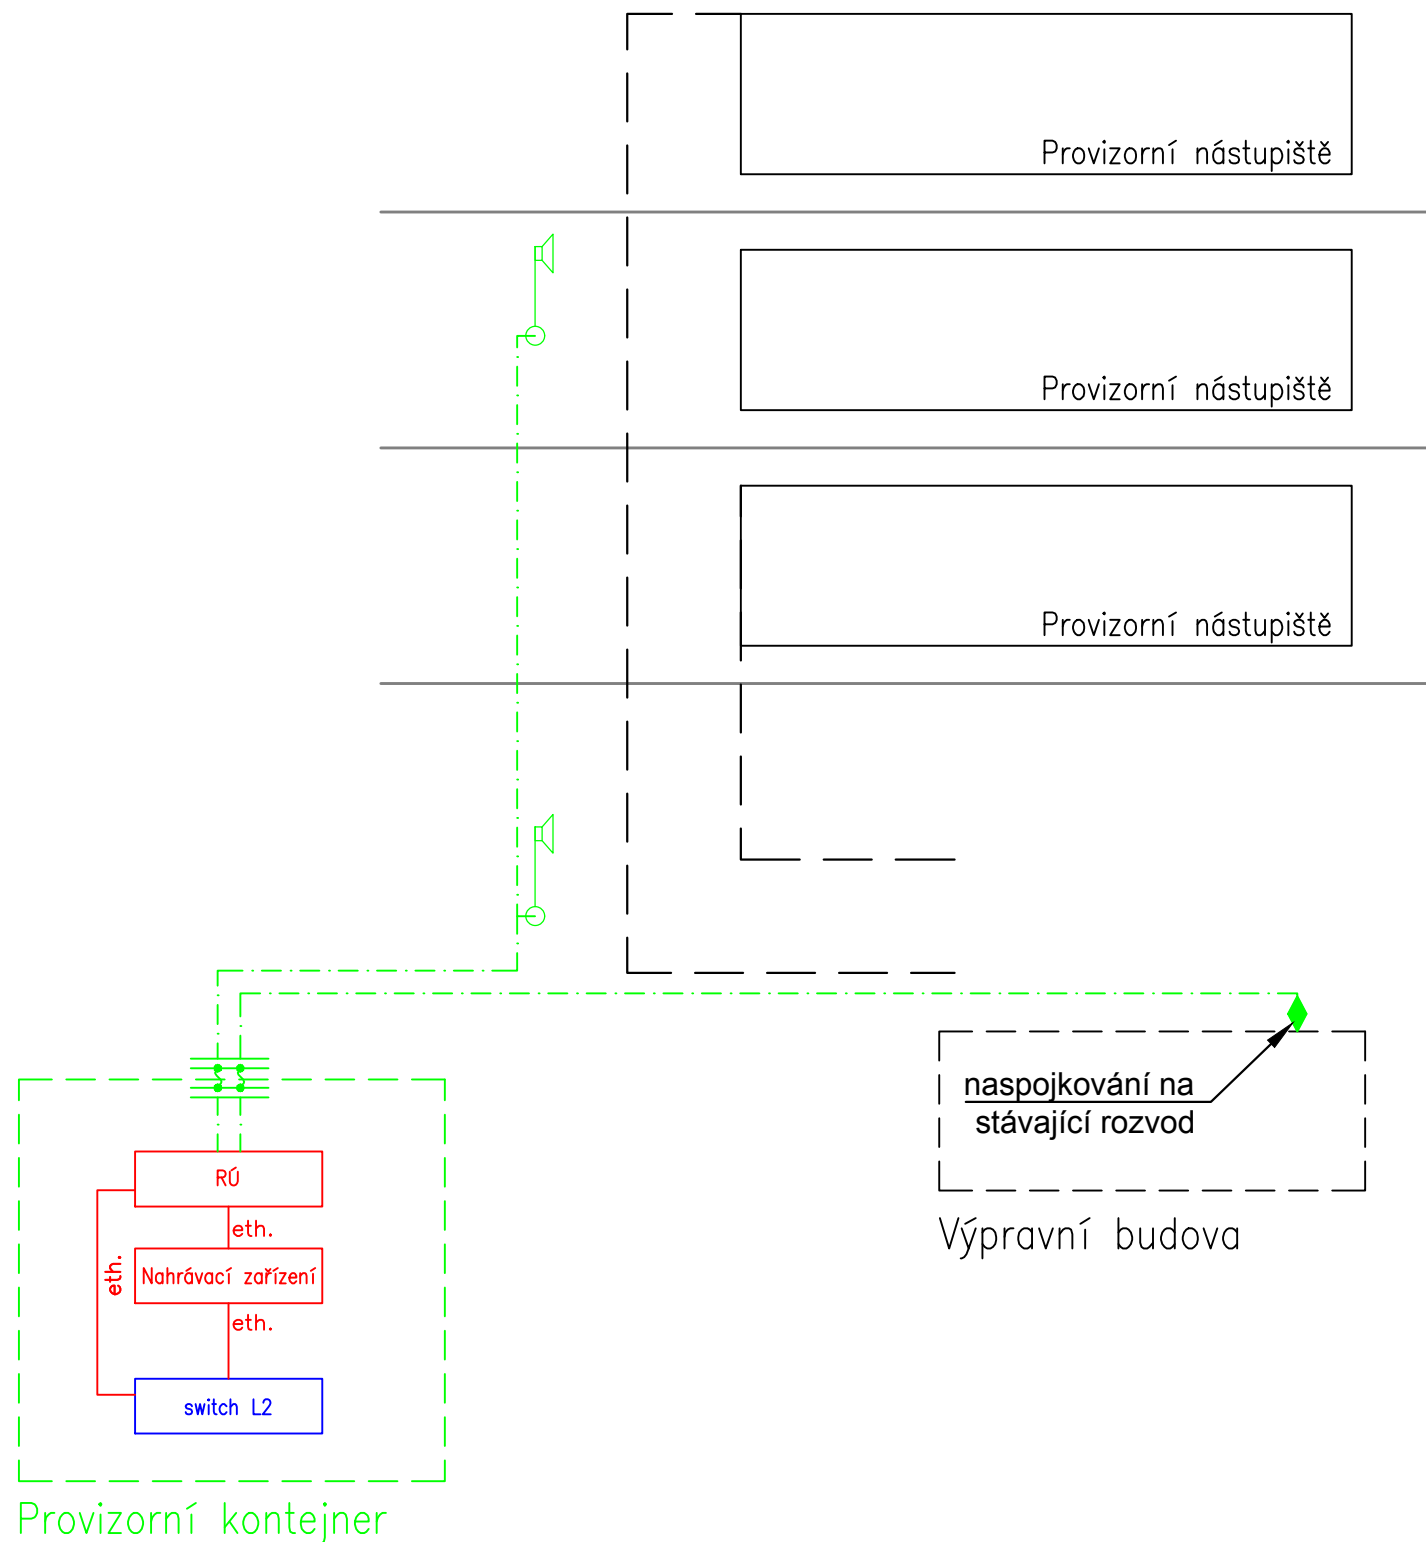 Provizorní nástupiště
Provizorní nástupiště
Provizorní nástupiště
naspojkování na
stávající rozvod
Výpravní budova
RÚ
eth.
eth.
Nahrávací zařízení
eth.
switch L2
Provizorní kontejner